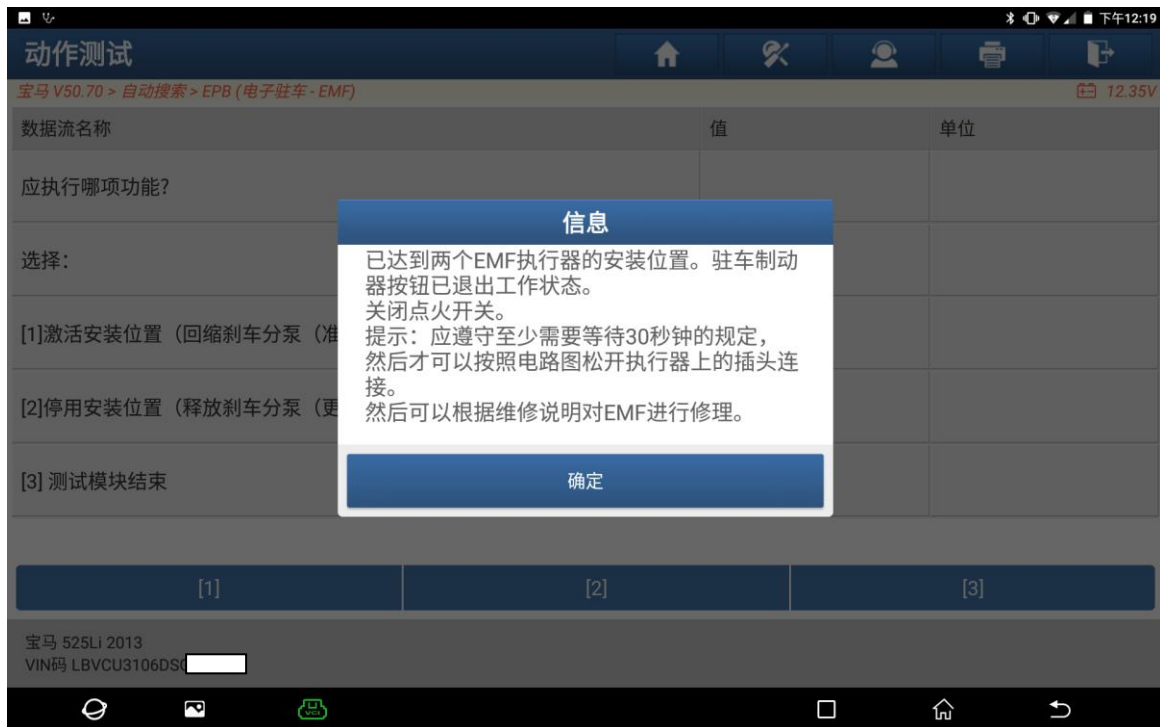 下午12:19
动作测试
宝马 V50.70 > 自动搜索 > EPB (电子驻车 - EMF)
12.35V
数据流名称 值 单位
应执行哪项功能?
信息
选择：
已达到两个EMF执行器的安装位置。驻车制动
器按钮已退出工作状态。
关闭点火开关。
[1]激活安装位置（回缩刹车分泵（准
提示：应遵守至少需要等待30秒钟的规定，
然后才可以按照电路图松开执行器上的插头连
接。
[2]停用安装位置（释放刹车分泵（更
然后可以根据维修说明对EMF进行修理。
[3] 测试模块结束
确定
[1] [2] [3]
宝马 525Li 2013
VIN码 LBVCU3106DS
VCI